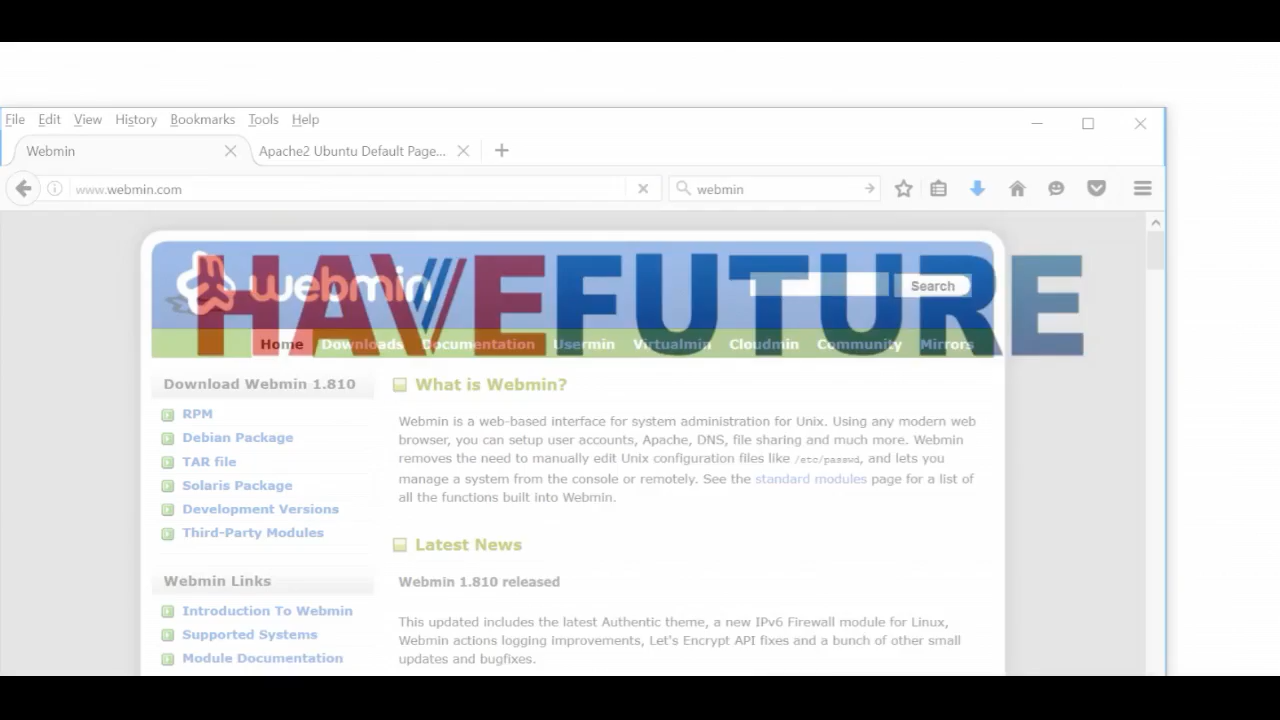 File Edit View History Bookmarks Tools Help
Webmin
Apache2 Ubuntu Default Page...
www.webmin.com
webmin
webmin
HAVEFUTURE
Search
Home Downloads Documentation Usermin Virtualmin Cloudmin Community Mirrors
Download Webmin 1.810
RPM
Debian Package
TAR file
Solaris Package
Development Versions
Third-Party Modules
Webmin Links
Introduction To Webmin
Supported Systems
Module Documentation
What is Webmin?
Webmin is a web-based interface for system administration for Unix. Using any modern web
browser, you can setup user accounts, Apache, DNS, file sharing and much more. Webmin
removes the need to manually edit Unix configuration files like /etc/passwd, and lets you
manage a system from the console or remotely. See the standard modules page for a list of
all the functions built into Webmin.
Latest News
Webmin 1.810 released
This updated includes the latest Authentic theme, a new IPv6 Firewall module for Linux,
Webmin actions logging improvements, Let's Encrypt API fixes and a bunch of other small
updates and bugfixes.